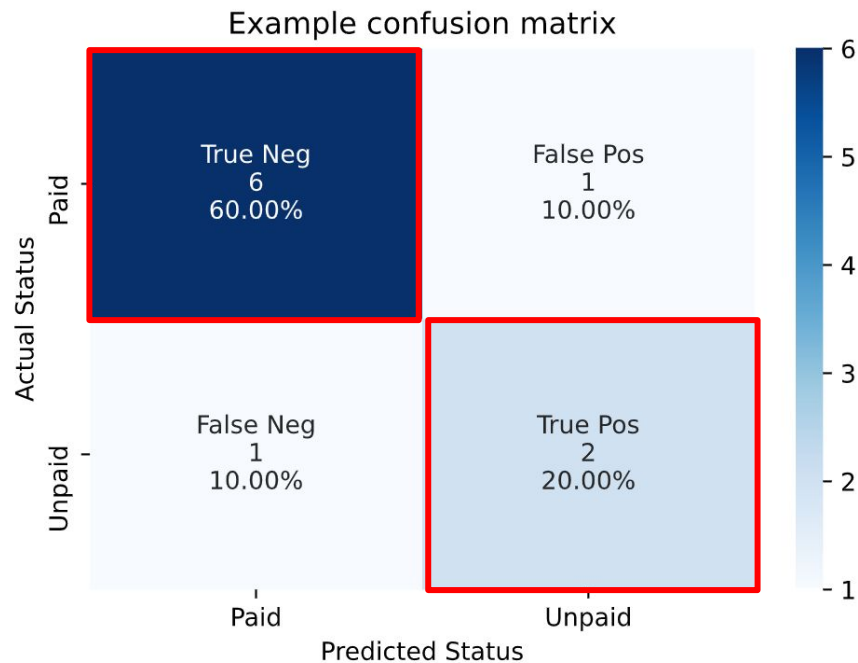 Example confusion matrix
Actual Status
Paid
True Neg
6
60.00%
False Pos
1
10.00%
Unpaid
False Neg
1
10.00%
True Pos
2
20.00%
Paid
Unpaid
Predicted Status
6
5
4
3
2
1